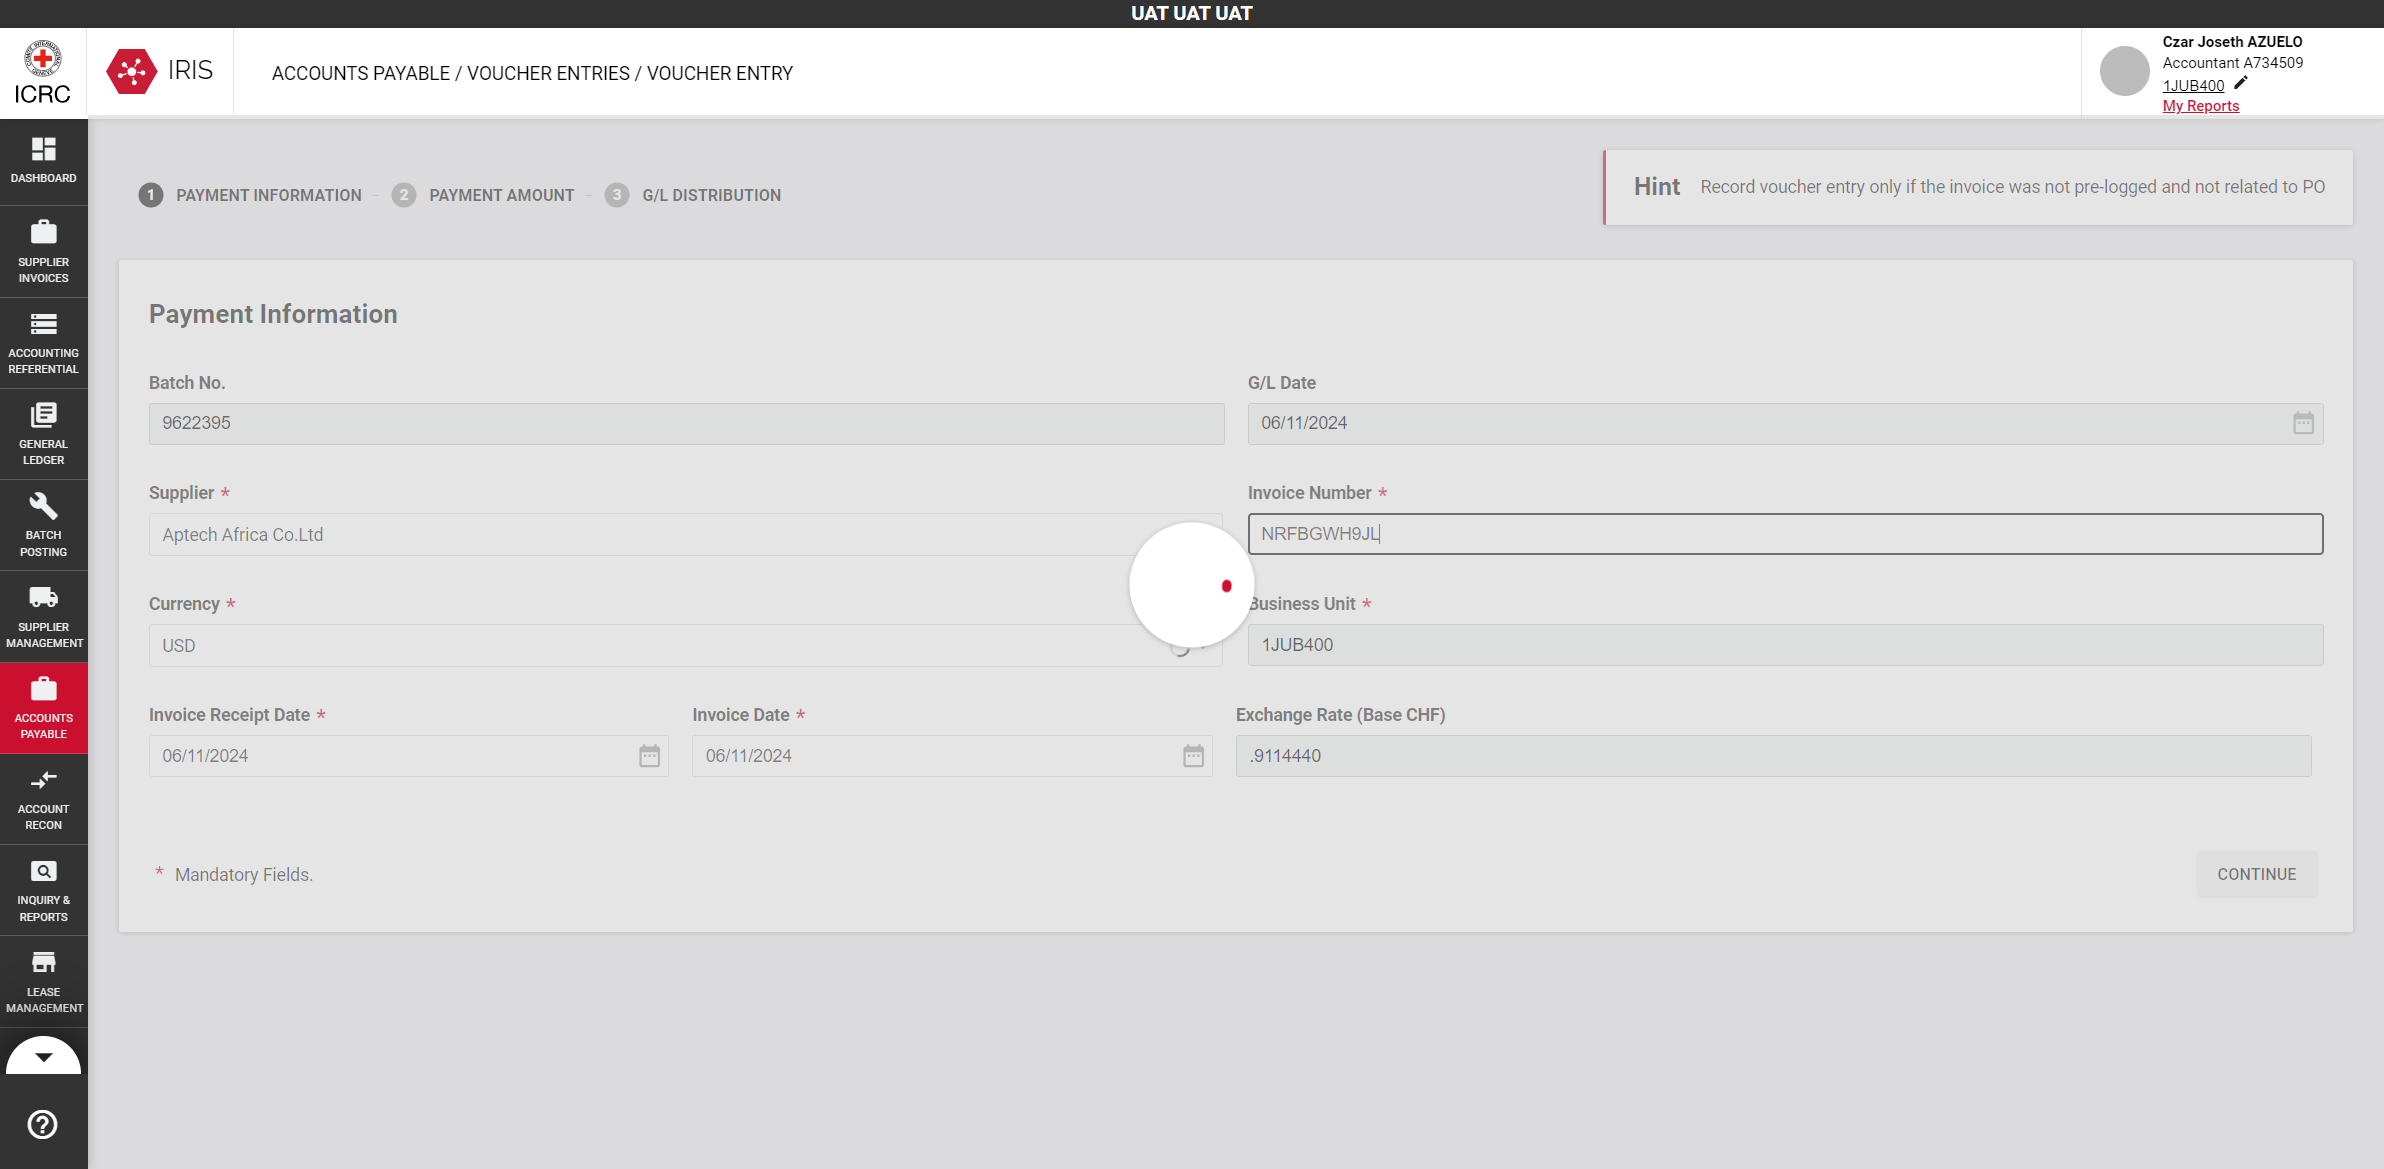 UAT UAT UAT
ICRC
IRIS
ACCOUNTS PAYABLE / VOUCHER ENTRIES / VOUCHER ENTRY
Czar Joseth AZUELO
Accountant A734509
1JUB400
My Reports
DASHBOARD
SUPPLIER
INVOICES
ACCOUNTING
REFERENTIAL
GENERAL
LEDGER
BATCH
POSTING
SUPPLIER
MANAGEMENT
ACCOUNTS
PAYABLE
ACCOUNT
RECON
INQUIRY &
REPORTS
LEASE
MANAGEMENT
1 PAYMENT INFORMATION – 2 PAYMENT AMOUNT – 3 G/L DISTRIBUTION
Hint Record voucher entry only if the invoice was not pre-logged and not related to PO
Payment Information
Batch No.
9622395
G/L Date
06/11/2024
Supplier *
Aptech Africa Co.Ltd
Invoice Number *
NRFBGWH9JL
Currency *
USD
Business Unit *
1JUB400
Invoice Receipt Date *
06/11/2024
Invoice Date *
06/11/2024
Exchange Rate (Base CHF)
.9114440
* Mandatory Fields.
CONTINUE